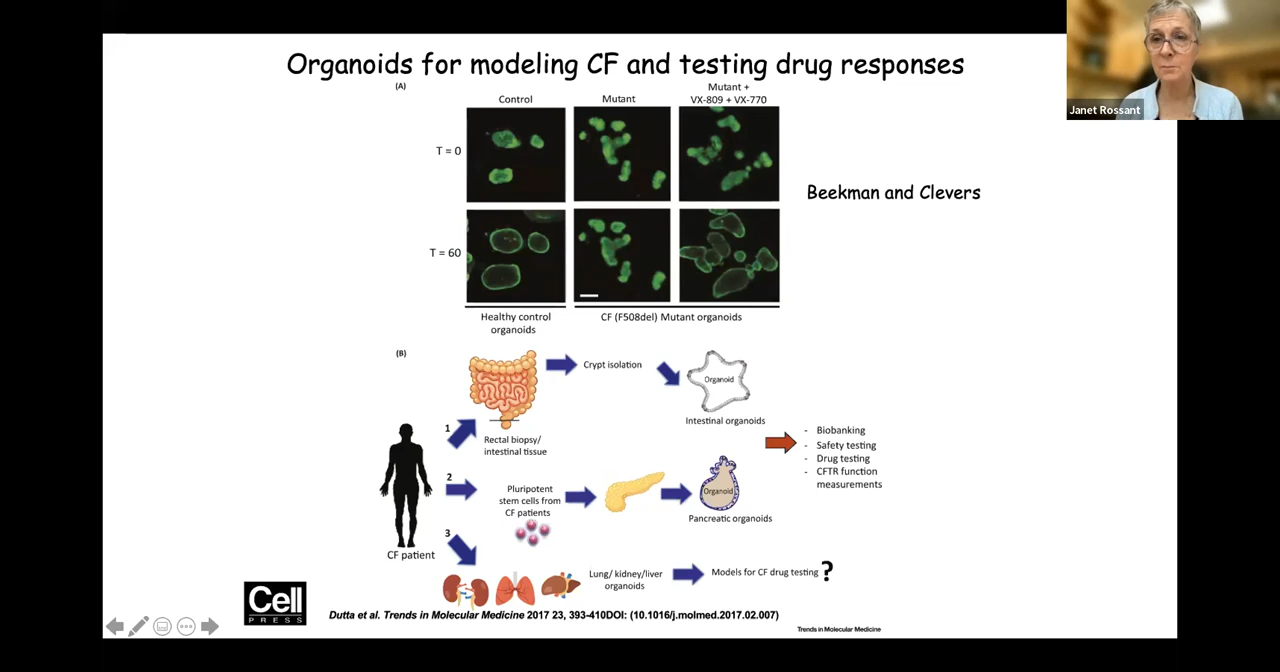 Organoids for modeling CF and testing drug responses
Janet Rossant
(A)
Control
Mutant
Mutant +
VX-809 + VX-770
T = 0
Beekman and Clevers
T = 60
Healthy control
organoids
CF (F508del) Mutant organoids
(B)
Crypt isolation
Organoid
Intestinal organoids
1
Rectal biopsy/
intestinal tissue
- Biobanking
- Safety testing
- Drug testing
- CFTR function
measurements
2
Pluripotent
stem cells from
CF patients
Organoid
Pancreatic organoids
3
CF patient
Lung/ kidney/liver
organoids
Models for CF drug testing ?
Cell
PRESS
Dutta et al. Trends in Molecular Medicine 2017 23, 393-410DOI: (10.1016/j.molmed.2017.02.007)
Trends in Molecular Medicine